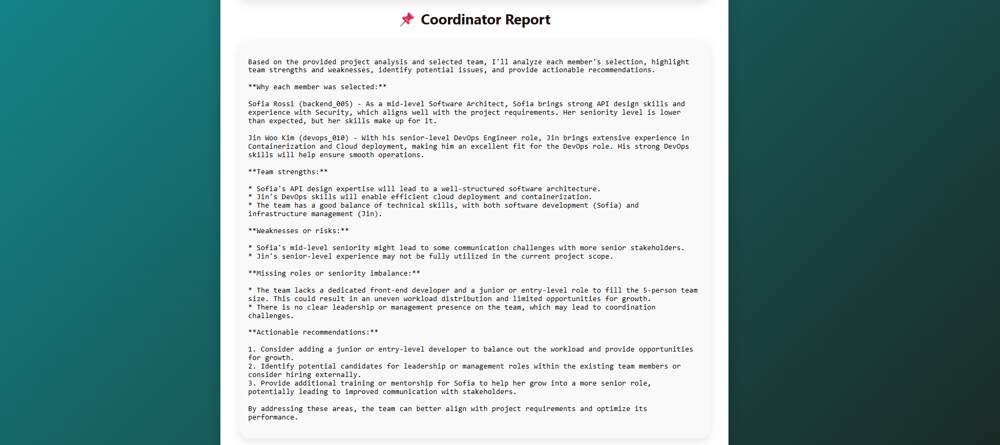 Coordinator Report
Based on the provided project analysis and selected team, I'll analyze each member's selection, highlight
team strengths and weaknesses, identify potential issues, and provide actionable recommendations.
**Why each member was selected:**
Sofia Rossi (backend_005) - As a mid-level Software Architect, Sofia brings strong API design skills and
experience with Security, which aligns well with the project requirements. Her seniority level is lower
than expected, but her skills make up for it.
Jin Woo Kim (devops_010) - With his senior-level DevOps Engineer role, Jin brings extensive experience in
Containerization and Cloud deployment, making him an excellent fit for the DevOps role. His strong DevOps
skills will help ensure smooth operations.
**Team strengths:**
* Sofia's API design expertise will lead to a well-structured software architecture.
* Jin's DevOps skills will enable efficient cloud deployment and containerization.
* The team has a good balance of technical skills, with both software development (Sofia) and
infrastructure management (Jin).
**Weaknesses or risks:**
* Sofia's mid-level seniority might lead to some communication challenges with more senior stakeholders.
* Jin's senior-level experience may not be fully utilized in the current project scope.
**Missing roles or seniority imbalance:**
* The team lacks a dedicated front-end developer and a junior or entry-level role to fill the 5-person team
size. This could result in an uneven workload distribution and limited opportunities for growth.
* There is no clear leadership or management presence on the team, which may lead to coordination
challenges.
**Actionable recommendations:**
1. Consider adding a junior or entry-level developer to balance out the workload and provide opportunities
for growth.
2. Identify potential candidates for leadership or management roles within the existing team members or
consider hiring externally.
3. Provide additional training or mentorship for Sofia to help her grow into a more senior role,
potentially leading to improved communication with stakeholders.
By addressing these areas, the team can better align with project requirements and optimize its
performance.